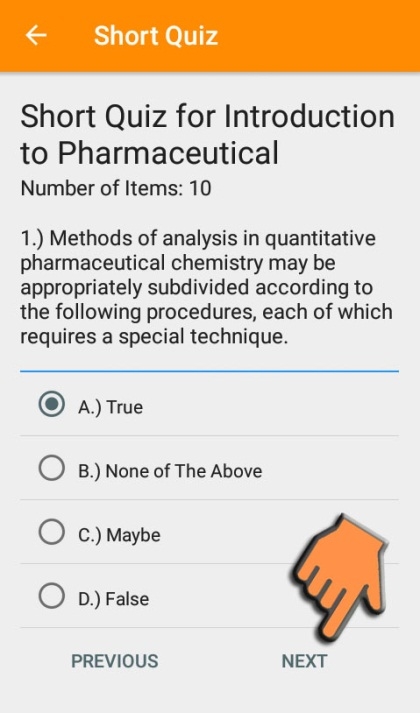 Short Quiz
Short Quiz for Introduction
to Pharmaceutical
Number of Items: 10
1.) Methods of analysis in quantitative
pharmaceutical chemistry may be
appropriately subdivided according to
the following procedures, each of which
requires a special technique.
A.) True
B.) None of The Above
C.) Maybe
D.) False
PREVIOUS NEXT